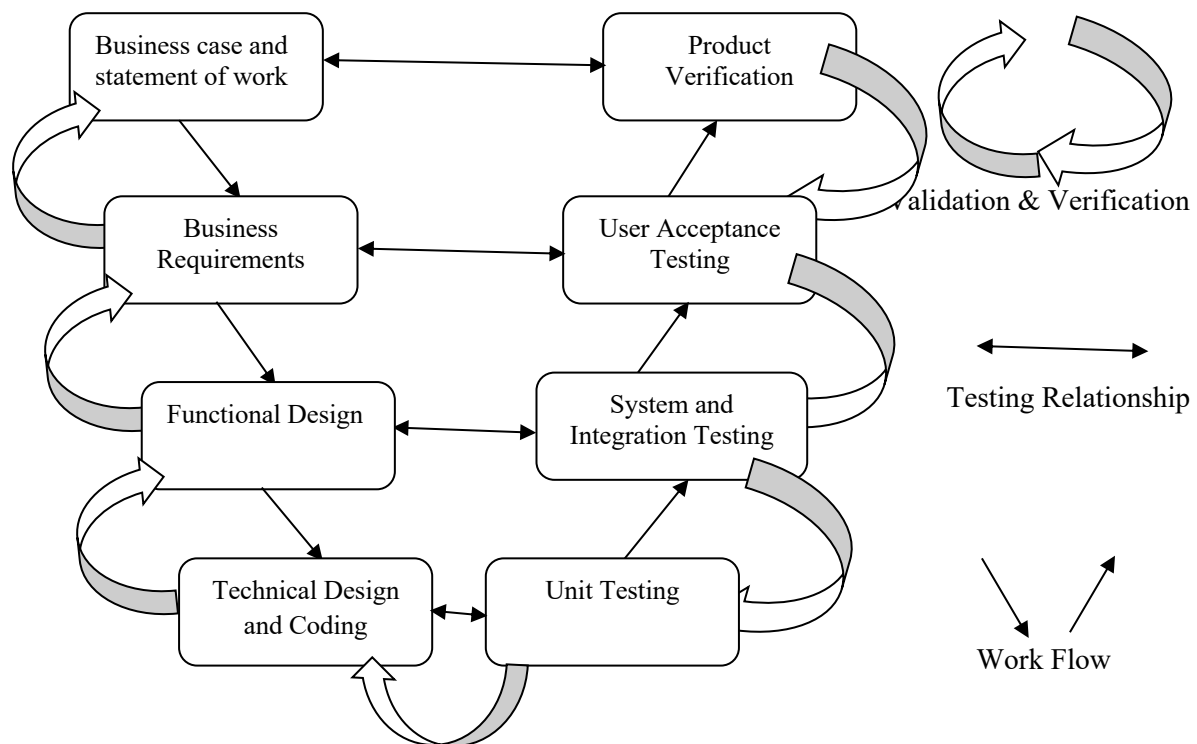 Business case and
statement of work
Product
Verification
Validation & Verification
Business
Requirements
User Acceptance
Testing
Testing Relationship
Functional Design
System and
Integration Testing
Technical Design
and Coding
Unit Testing
Work Flow